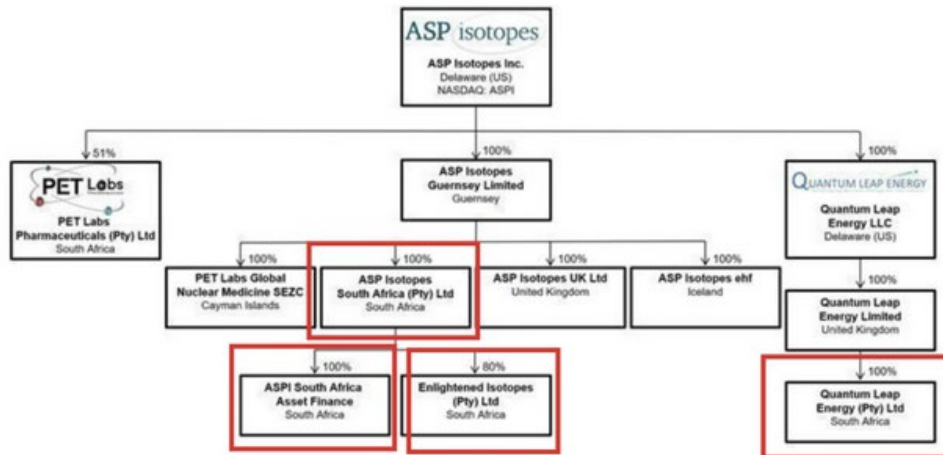 ASP isotopes
ASP Isotopes Inc.
Delaware (US)
NASDAQ: ASPI
51%
PET Labs
PET Labs
Pharmaceuticals (Pty) Ltd
South Africa
100%
ASP Isotopes
Guernsey Limited
Guernsey
100%
QUANTUM LEAP ENERGY
Quantum Leap
Energy LLC
Delaware (US)
100%
PET Labs Global
Nuclear Medicine SEZC
Cayman Islands
100%
ASP Isotopes
South Africa (Pty) Ltd
South Africa
100%
ASP Isotopes UK Ltd
United Kingdom
100%
ASP Isotopes ehf
Iceland
100%
Quantum Leap
Energy Limited
United Kingdom
100%
ASPI South Africa
Asset Finance
South Africa
80%
Enlightened Isotopes
(Pty) Ltd
South Africa
100%
Quantum Leap
Energy (Pty) Ltd
South Africa